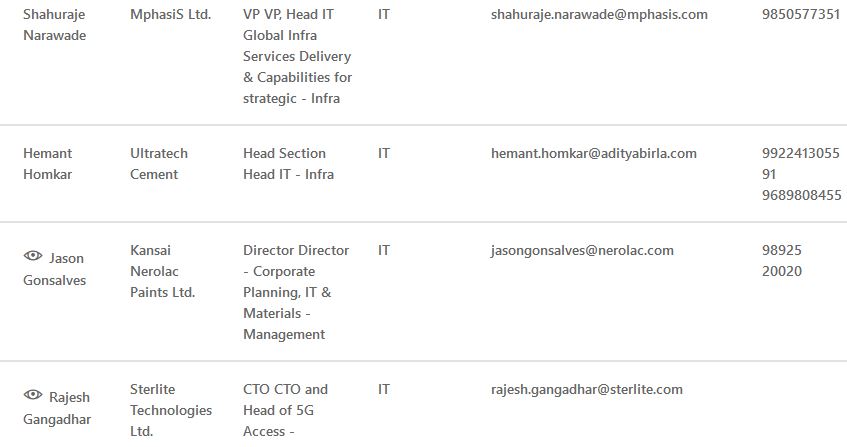 Shahuraje
Narawade
MphasiS Ltd.
VP VP, Head IT
Global Infra
Services Delivery
& Capabilities for
strategic - Infra
IT
shahuraje.narawade@mphasis.com
9850577351
Hemant
Homkar
Ultratech
Cement
Head Section
Head IT - Infra
IT
hemant.homkar@adityabirla.com
9922413055
91
9689808455
Jason
Gonsalves
Kansai
Nerolac
Paints Ltd.
Director Director
- Corporate
Planning, IT &
Materials -
Management
IT
jasongonsalves@nerolac.com
98925
20020
Rajesh
Gangadhar
Sterlite
Technologies
Ltd.
CTO CTO and
Head of 5G
Access -
IT
rajesh.gangadhar@sterlite.com